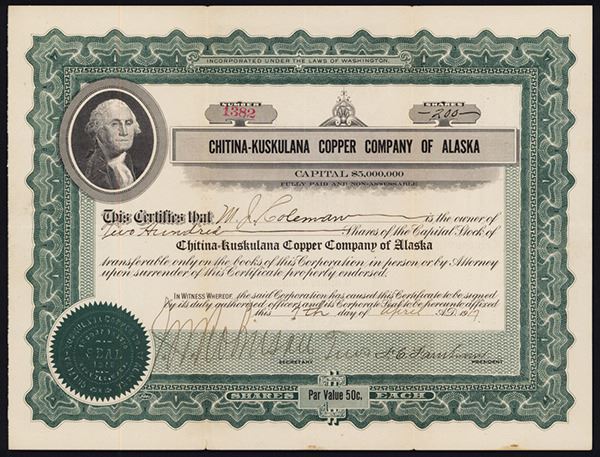 INCORPORATED UNDER THE LAWS OF WASHINGTON.
NUMBER SHARES
1382 200
CHITINA-KUSKULANA COPPER COMPANY OF ALASKA
CAPITAL $5,000,000
FULLY PAID AND NON-ASSESSABLE
This Certifies that M. J. Coleman is the owner of
Two Hundred Shares of the Capital Stock of
Chitina-Kuskulana Copper Company of Alaska
transferable only on the books of this Corporation in person or by Attorney
upon surrender of this Certificate properly endorsed.
IN WITNESS WHEREOF, the said Corporation has caused this Certificate to be signed
by its duly authorized officers and its Corporate Seal to be hereunto affixed
this 7th day of April A.D. 09
SECRETARY PRESIDENT
SEAL
Par Value 50c.
SHARES EACH